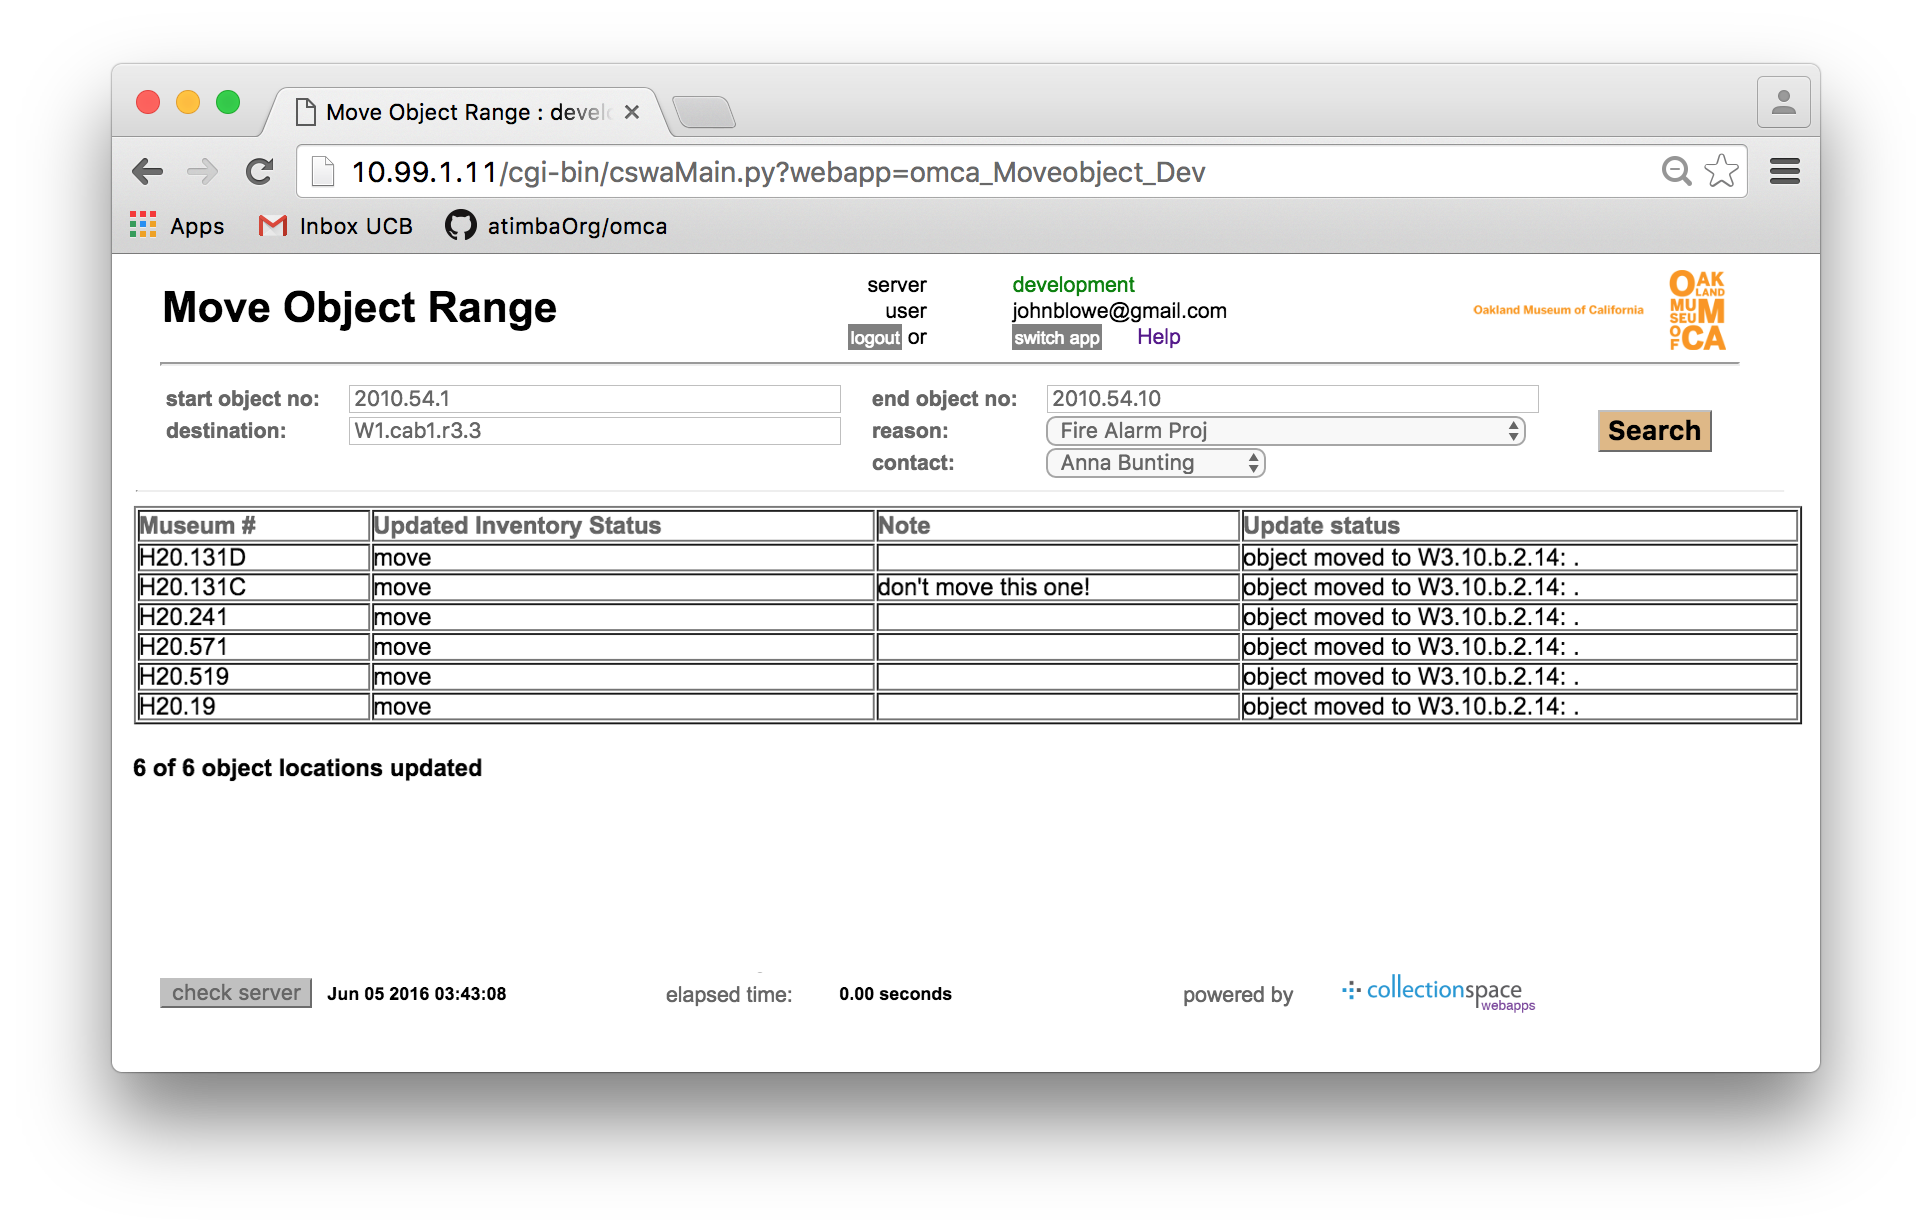 Move Object Range : develo
10.99.1.11/cgi-bin/cswaMain.py?webapp=omca_Moveobject_Dev
Apps Inbox UCB atimbaOrg/omca
Move Object Range
server development
user johnblowe@gmail.com
logout or switch app Help
Oakland Museum of California
OAK
LAND
MU
SEUM
OF CA
start object no: 2010.54.1 end object no: 2010.54.10
destination: W1.cab1.r3.3 reason: Fire Alarm Proj
Search
contact: Anna Bunting
Museum # Updated Inventory Status Note Update status
H20.131D move object moved to W3.10.b.2.14: .
H20.131C move don't move this one! object moved to W3.10.b.2.14: .
H20.241 move object moved to W3.10.b.2.14: .
H20.571 move object moved to W3.10.b.2.14: .
H20.519 move object moved to W3.10.b.2.14: .
H20.19 move object moved to W3.10.b.2.14: .
6 of 6 object locations updated
check server Jun 05 2016 03:43:08 elapsed time: 0.00 seconds powered by collectionspace
webapps